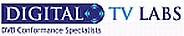 DIGITAL TV LABS
DVB Conformance Specialists